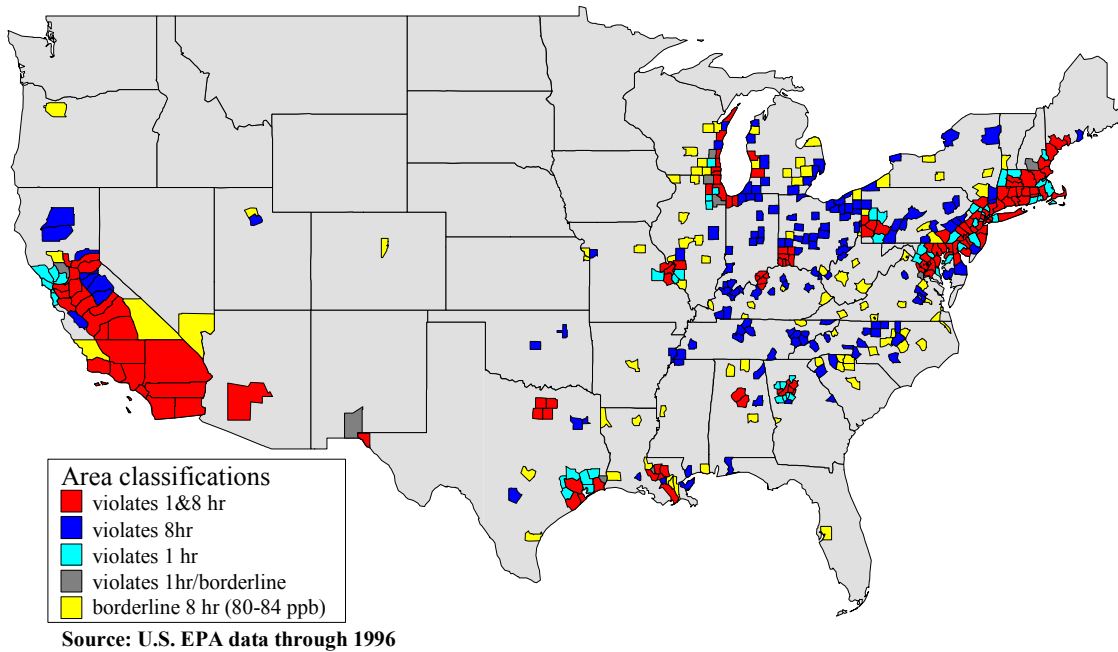 Area classifications
violates 1&8 hr
violates 8hr
violates 1 hr
violates 1hr/borderline
borderline 8 hr (80-84 ppb)
Source: U.S. EPA data through 1996